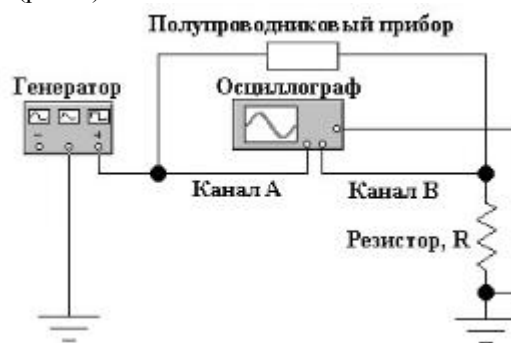 Полупроводниковый прибор
Генератор
Осциллограф
Канал А
Канал В
Резистор, R